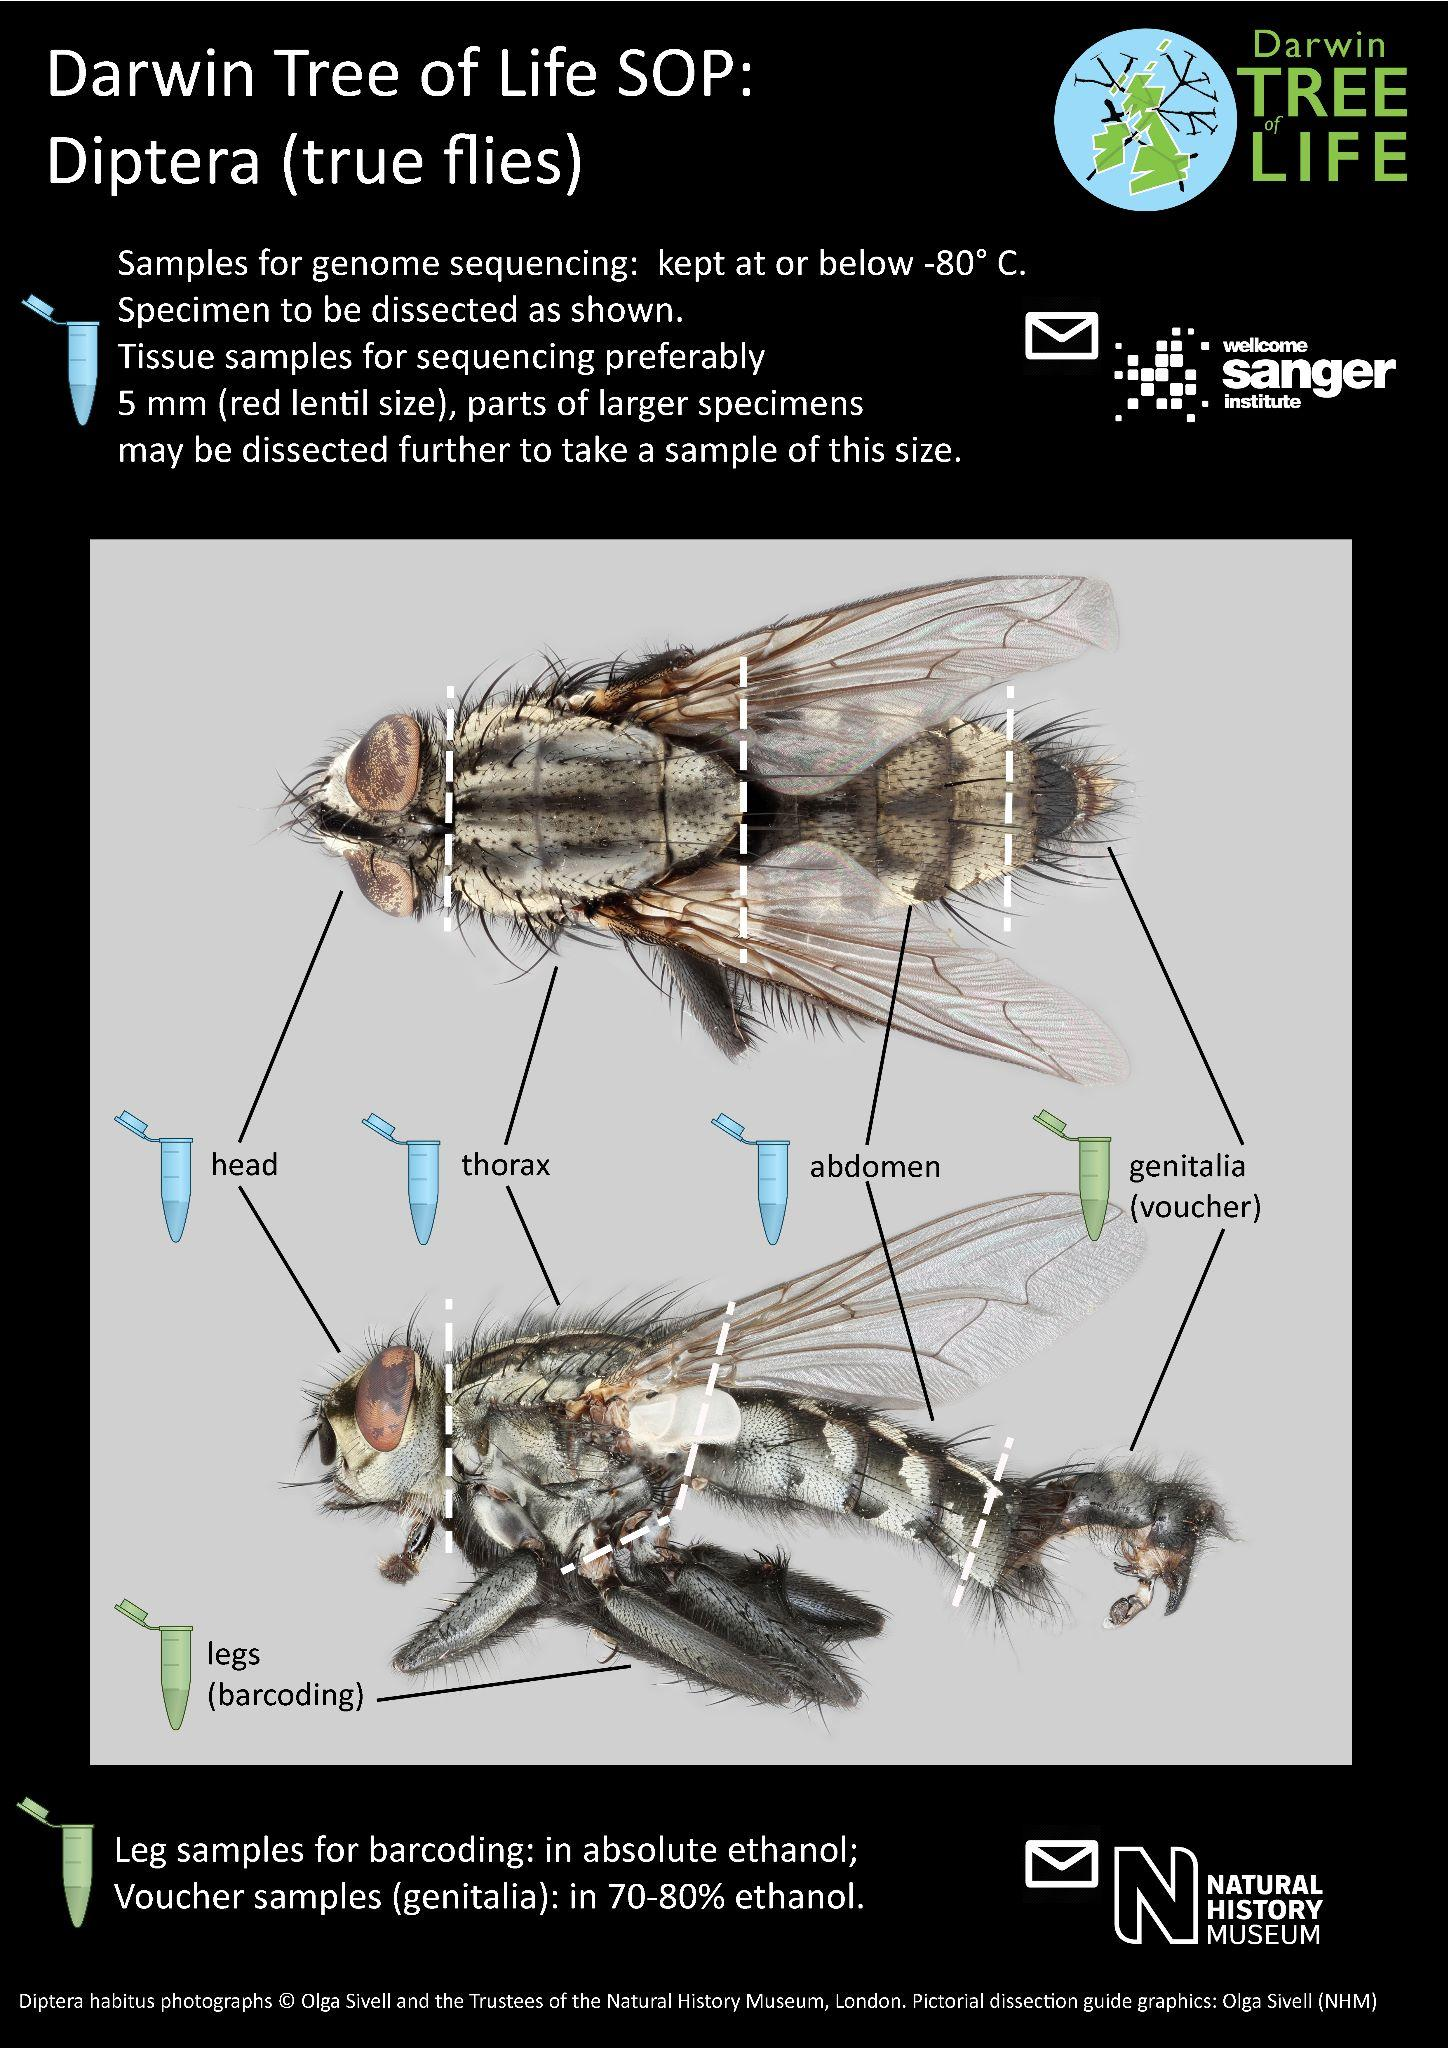 Darwin Tree of Life SOP:
Diptera (true flies)
Darwin
TREE
of
LIFE
Samples for genome sequencing: kept at or below -80° C.
Specimen to be dissected as shown.
Tissue samples for sequencing preferably
5 mm (red lentil size), parts of larger specimens
may be dissected further to take a sample of this size.
wellcome
sanger
institute
head
thorax
abdomen
genitalia
(voucher)
legs
(barcoding)
Leg samples for barcoding: in absolute ethanol;
Voucher samples (genitalia): in 70-80% ethanol.
N
NATURAL
HISTORY
MUSEUM
Diptera habitus photographs © Olga Sivell and the Trustees of the Natural History Museum, London. Pictorial dissection guide graphics: Olga Sivell (NHM)